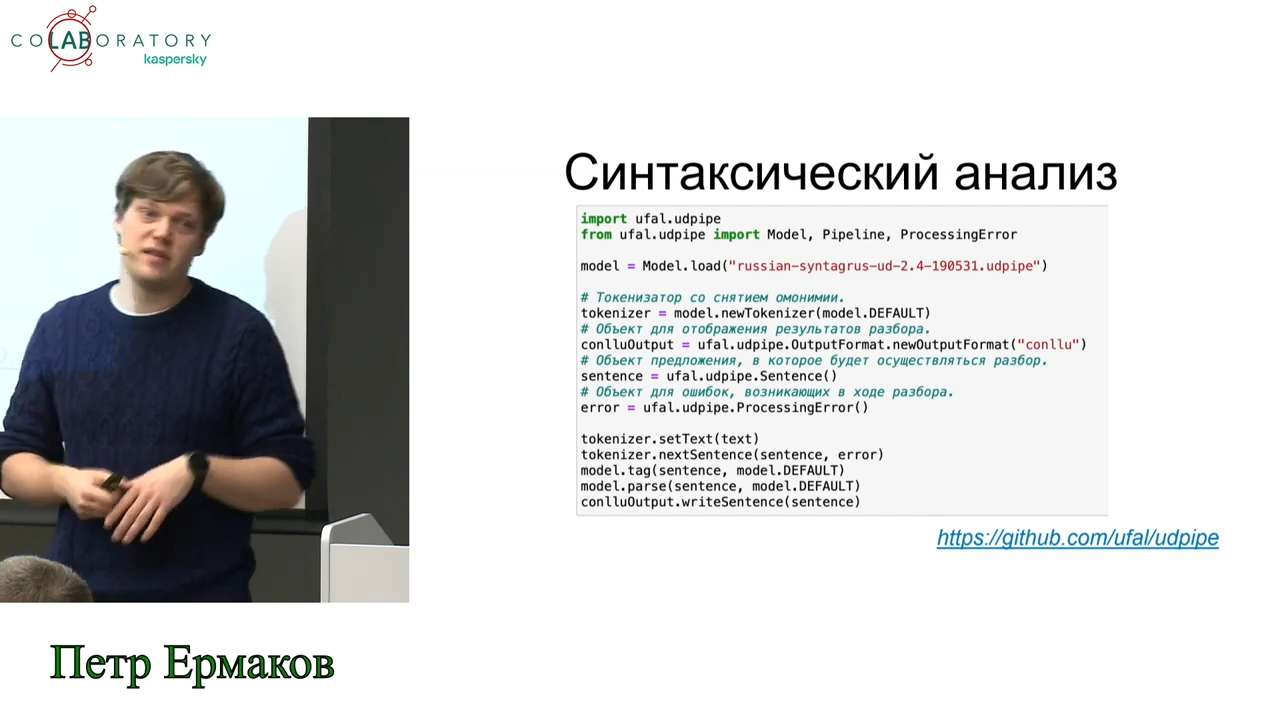 COLABORATORY
kaspersky
Синтаксический анализ
import ufal.udpipe
from ufal.udpipe import Model, Pipeline, ProcessingError
model = Model.load("russian-syntagrus-ud-2.4-190531.udpipe")
# Токенизатор со снятием омонимии.
tokenizer = model.newTokenizer(model.DEFAULT)
# Объект для отображения результатов разбора.
conlluOutput = ufal.udpipe.OutputFormat.newOutputFormat("conllu")
# Объект предложения, в которое будет осуществляться разбор.
sentence = ufal.udpipe.Sentence()
# Объект для ошибок, возникающих в ходе разбора.
error = ufal.udpipe.ProcessingError()
tokenizer.setText(text)
tokenizer.nextSentence(sentence, error)
model.tag(sentence, model.DEFAULT)
model.parse(sentence, model.DEFAULT)
conlluOutput.writeSentence(sentence)
https://github.com/ufal/udpipe
Петр Ермаков